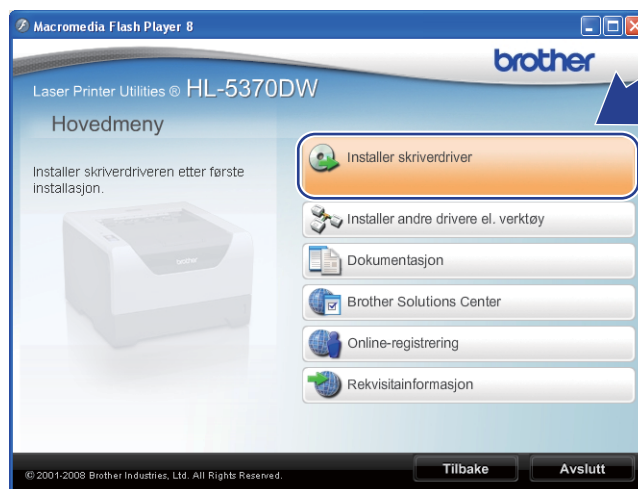 Macromedia Flash Player 8
brother
Laser Printer Utilities ® HL-5370DW
Hovedmeny
Installer skriverdriveren etter første
installasjon.
Installer skriverdriver
Installer andre drivere el. verktøy
Dokumentasjon
Brother Solutions Center
Online-registrering
Rekvisitainformasjon
© 2001-2008 Brother Industries, Ltd. All Rights Reserved.
Tilbake
Avslutt